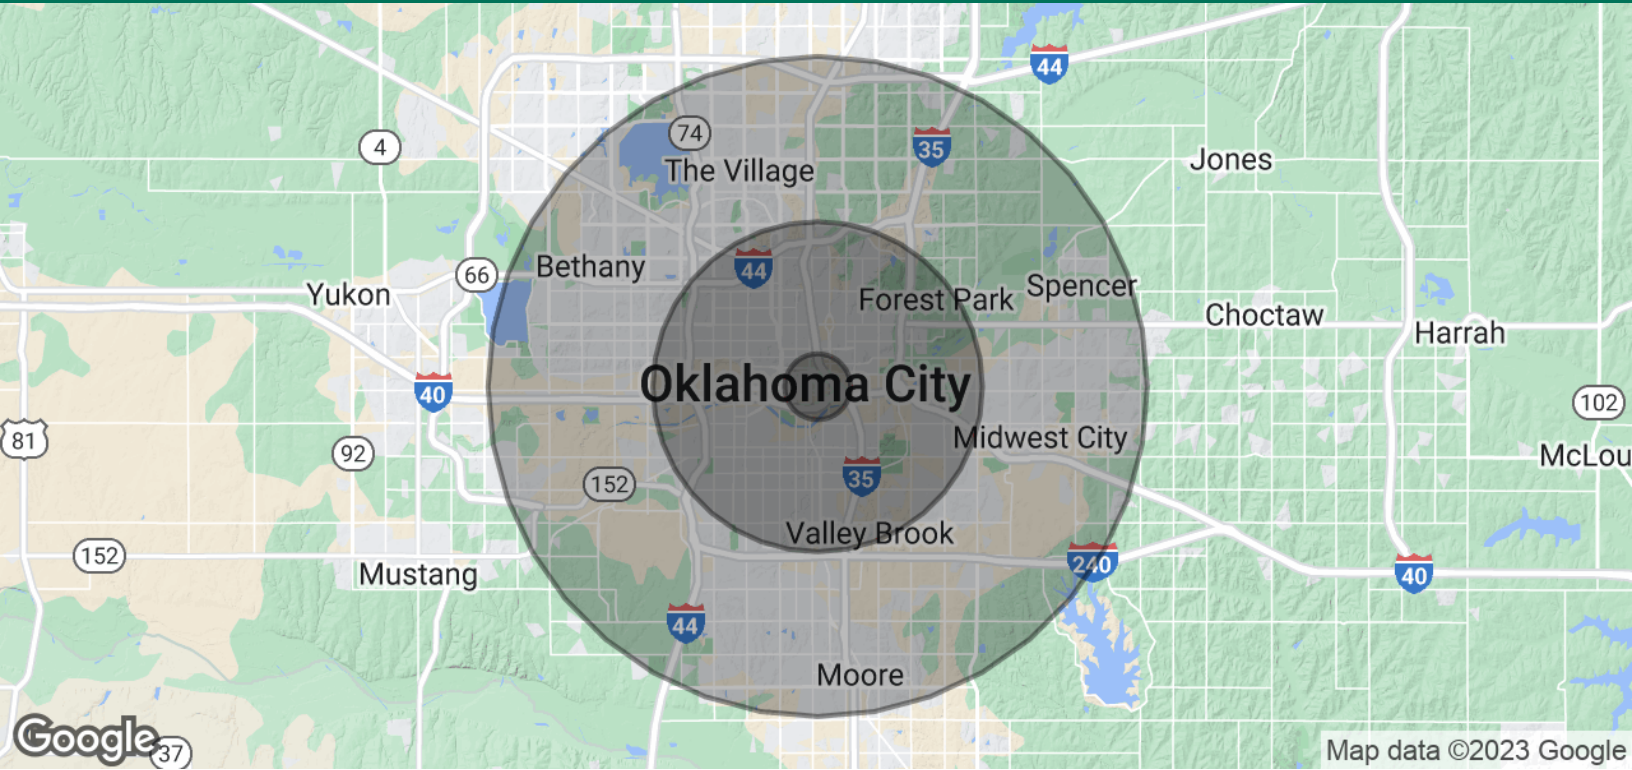 44
74
4
35
The Village
Jones
Bethany
44
66
Yukon
Forest Park
Spencer
Choctaw
Harrah
Oklahoma City
40
102
81
92
Midwest City
McLou
35
152
Valley Brook
152
240
Mustang
40
44
Moore
Google
37
Map data ©2023 Google